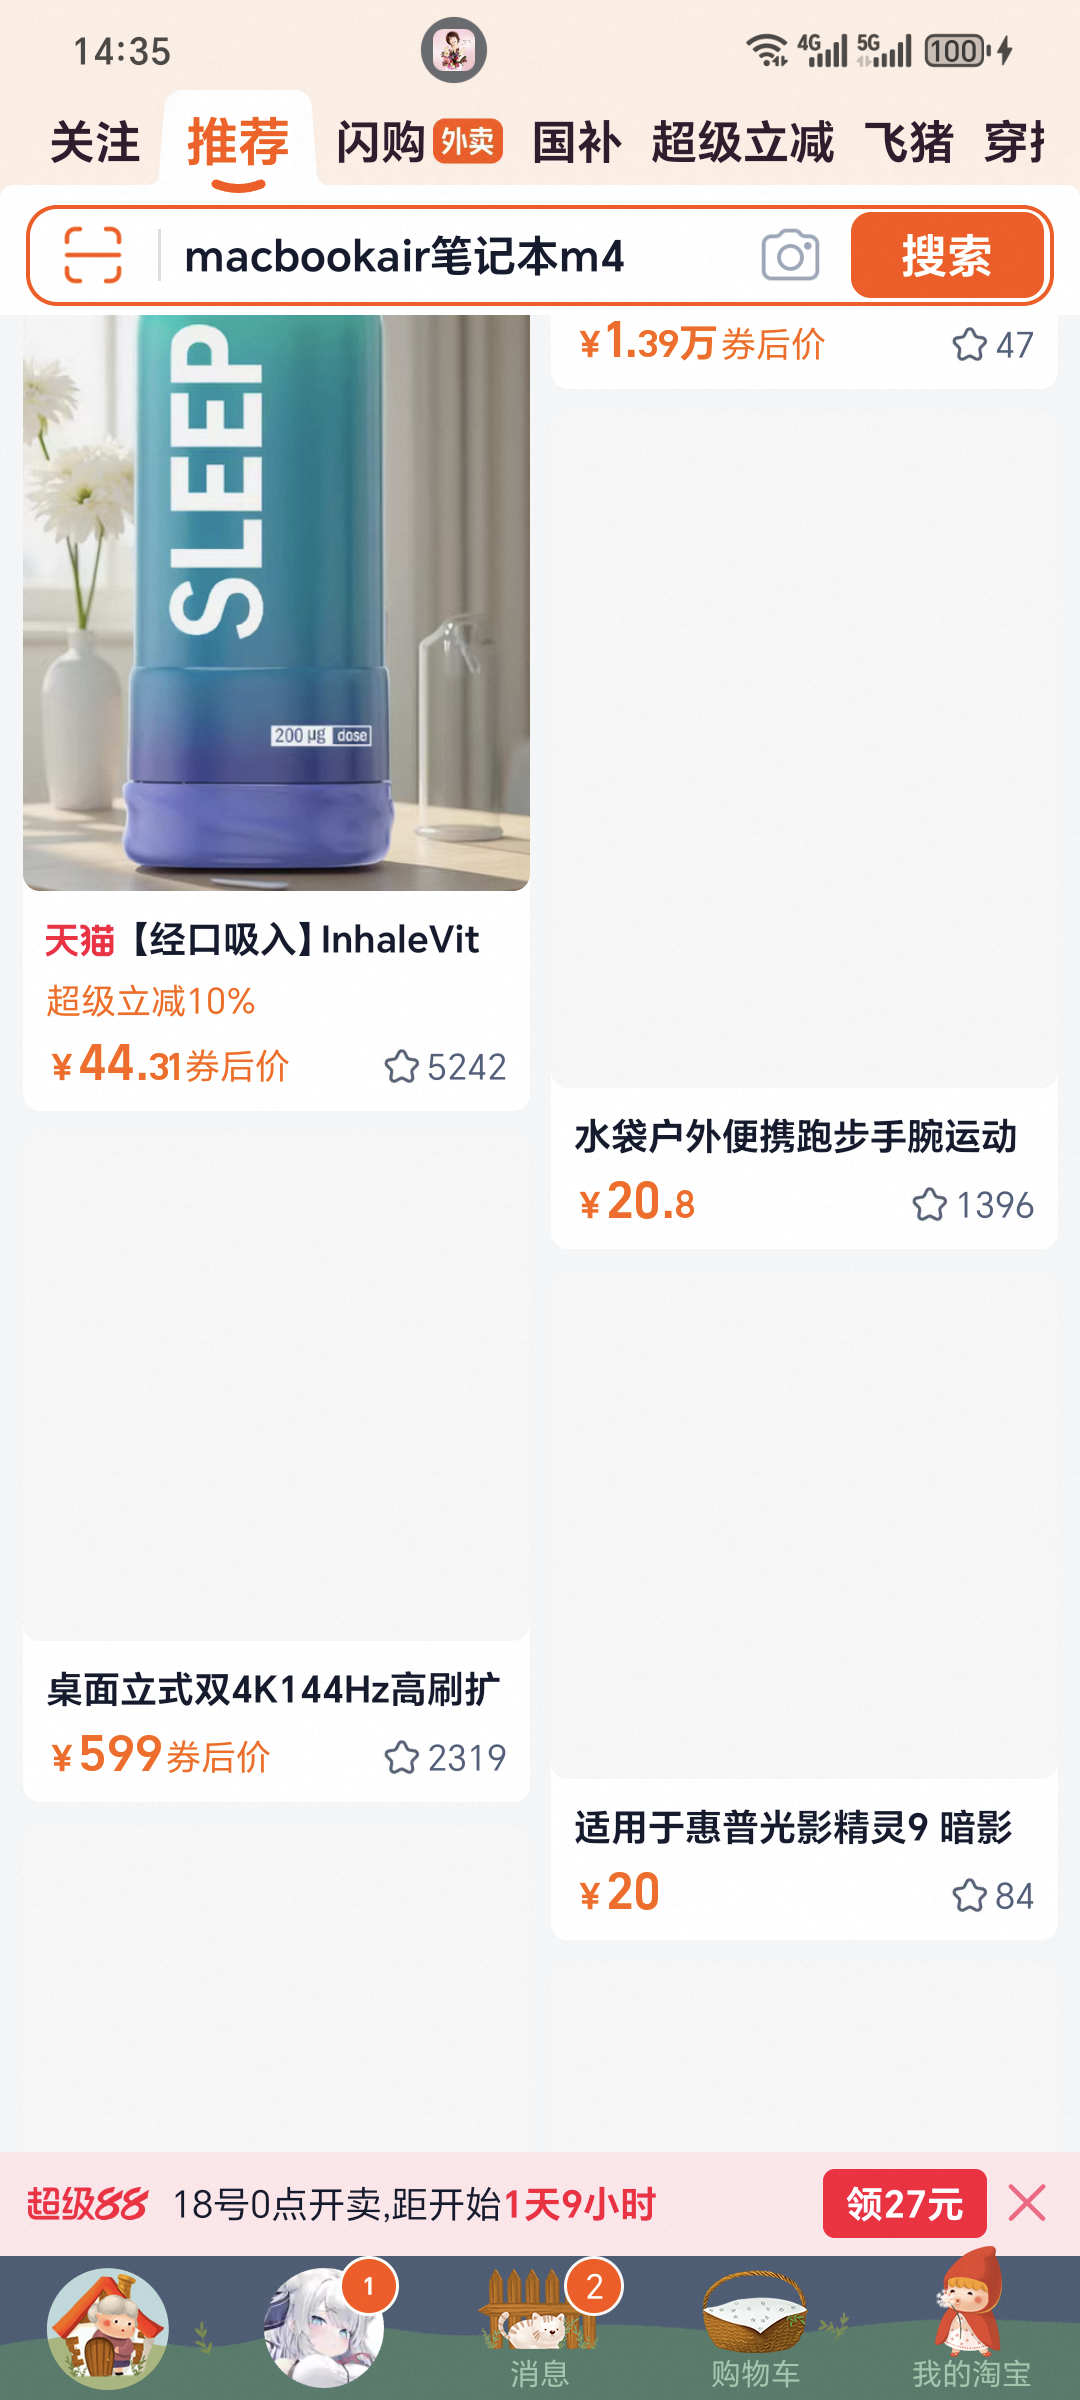 14:35
4G
5G
100
关注
推荐
闪购
外卖
国补
超级立减
飞猪
macbookair笔记本m4
搜索
SLEEP
200 µg dose
天猫【经口吸入】InhaleVit
超级立减10%
¥44.31券后价
5242
¥1.39万券后价
47
水袋户外便携跑步手腕运动
¥20.8
1396
桌面立式双4K144Hz高刷扩
¥599券后价
2319
适用于惠普光影精灵9 暗影
¥20
84
超级88
18号0点开卖,距开始1天9小时
领27元
1
2
消息
购物车
我的淘宝